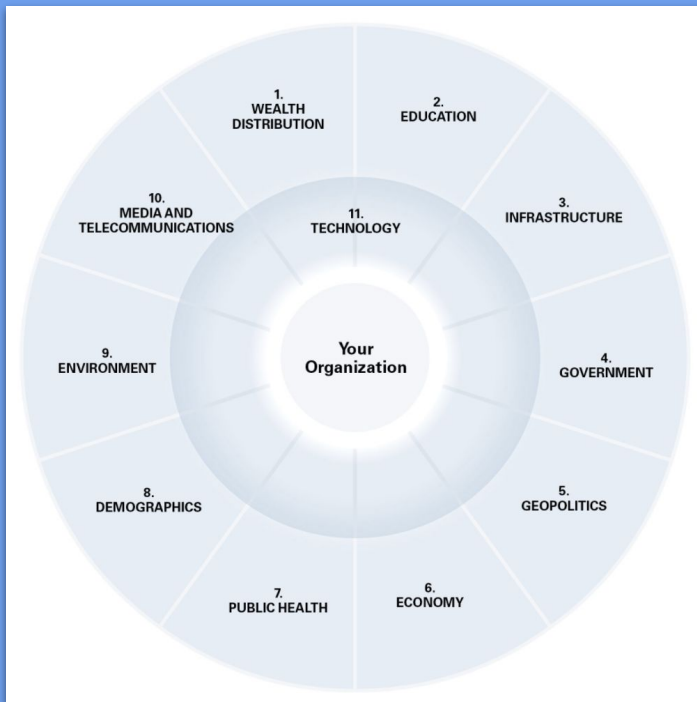 1.
WEALTH
DISTRIBUTION
2.
EDUCATION
3.
INFRASTRUCTURE
4.
GOVERNMENT
5.
GEOPOLITICS
6.
ECONOMY
7.
PUBLIC HEALTH
8.
DEMOGRAPHICS
9.
ENVIRONMENT
10.
MEDIA AND
TELECOMMUNICATIONS
11.
TECHNOLOGY
Your
Organization